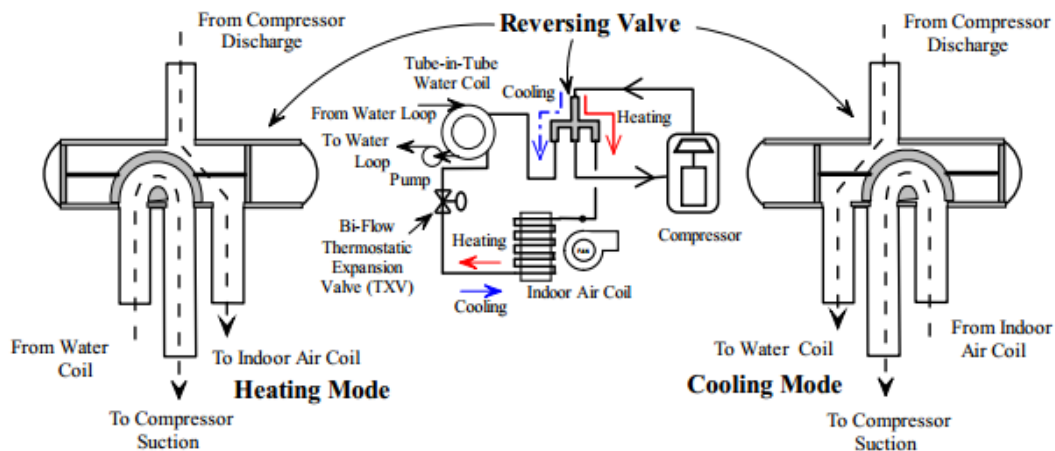 From Compressor
Discharge
Reversing Valve
From Compressor
Discharge
Tube-in-Tube
Water Coil
Cooling
From Water Loop
Heating
To Water
Loop
Pump
Bi-Flow
Thermostatic
Expansion
Valve (TXV)
Heating
Cooling
Fan
Indoor Air Coil
Compressor
From Water
Coil
To Indoor Air Coil
Heating Mode
To Compressor
Suction
To Water Coil
From Indoor
Air Coil
Cooling Mode
To Compressor
Suction